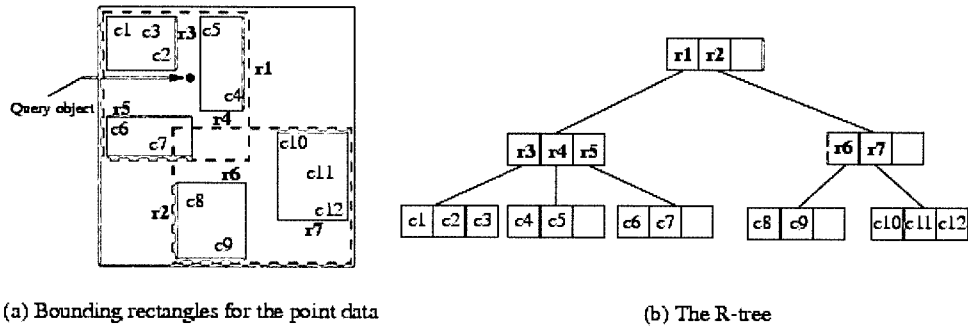 c1 c3 r3 c5
c2
r1
Query object
c4
r5
r4
c6
c7
c10
r6
c11
r2
c8
c12
c9
r7
(a) Bounding rectangles for the point data
r1 r2
r3 r4 r5
r6 r7
c1 c2 c3
c4 c5
c6 c7
c8 c9
c10 c11 c12
(b) The R-tree